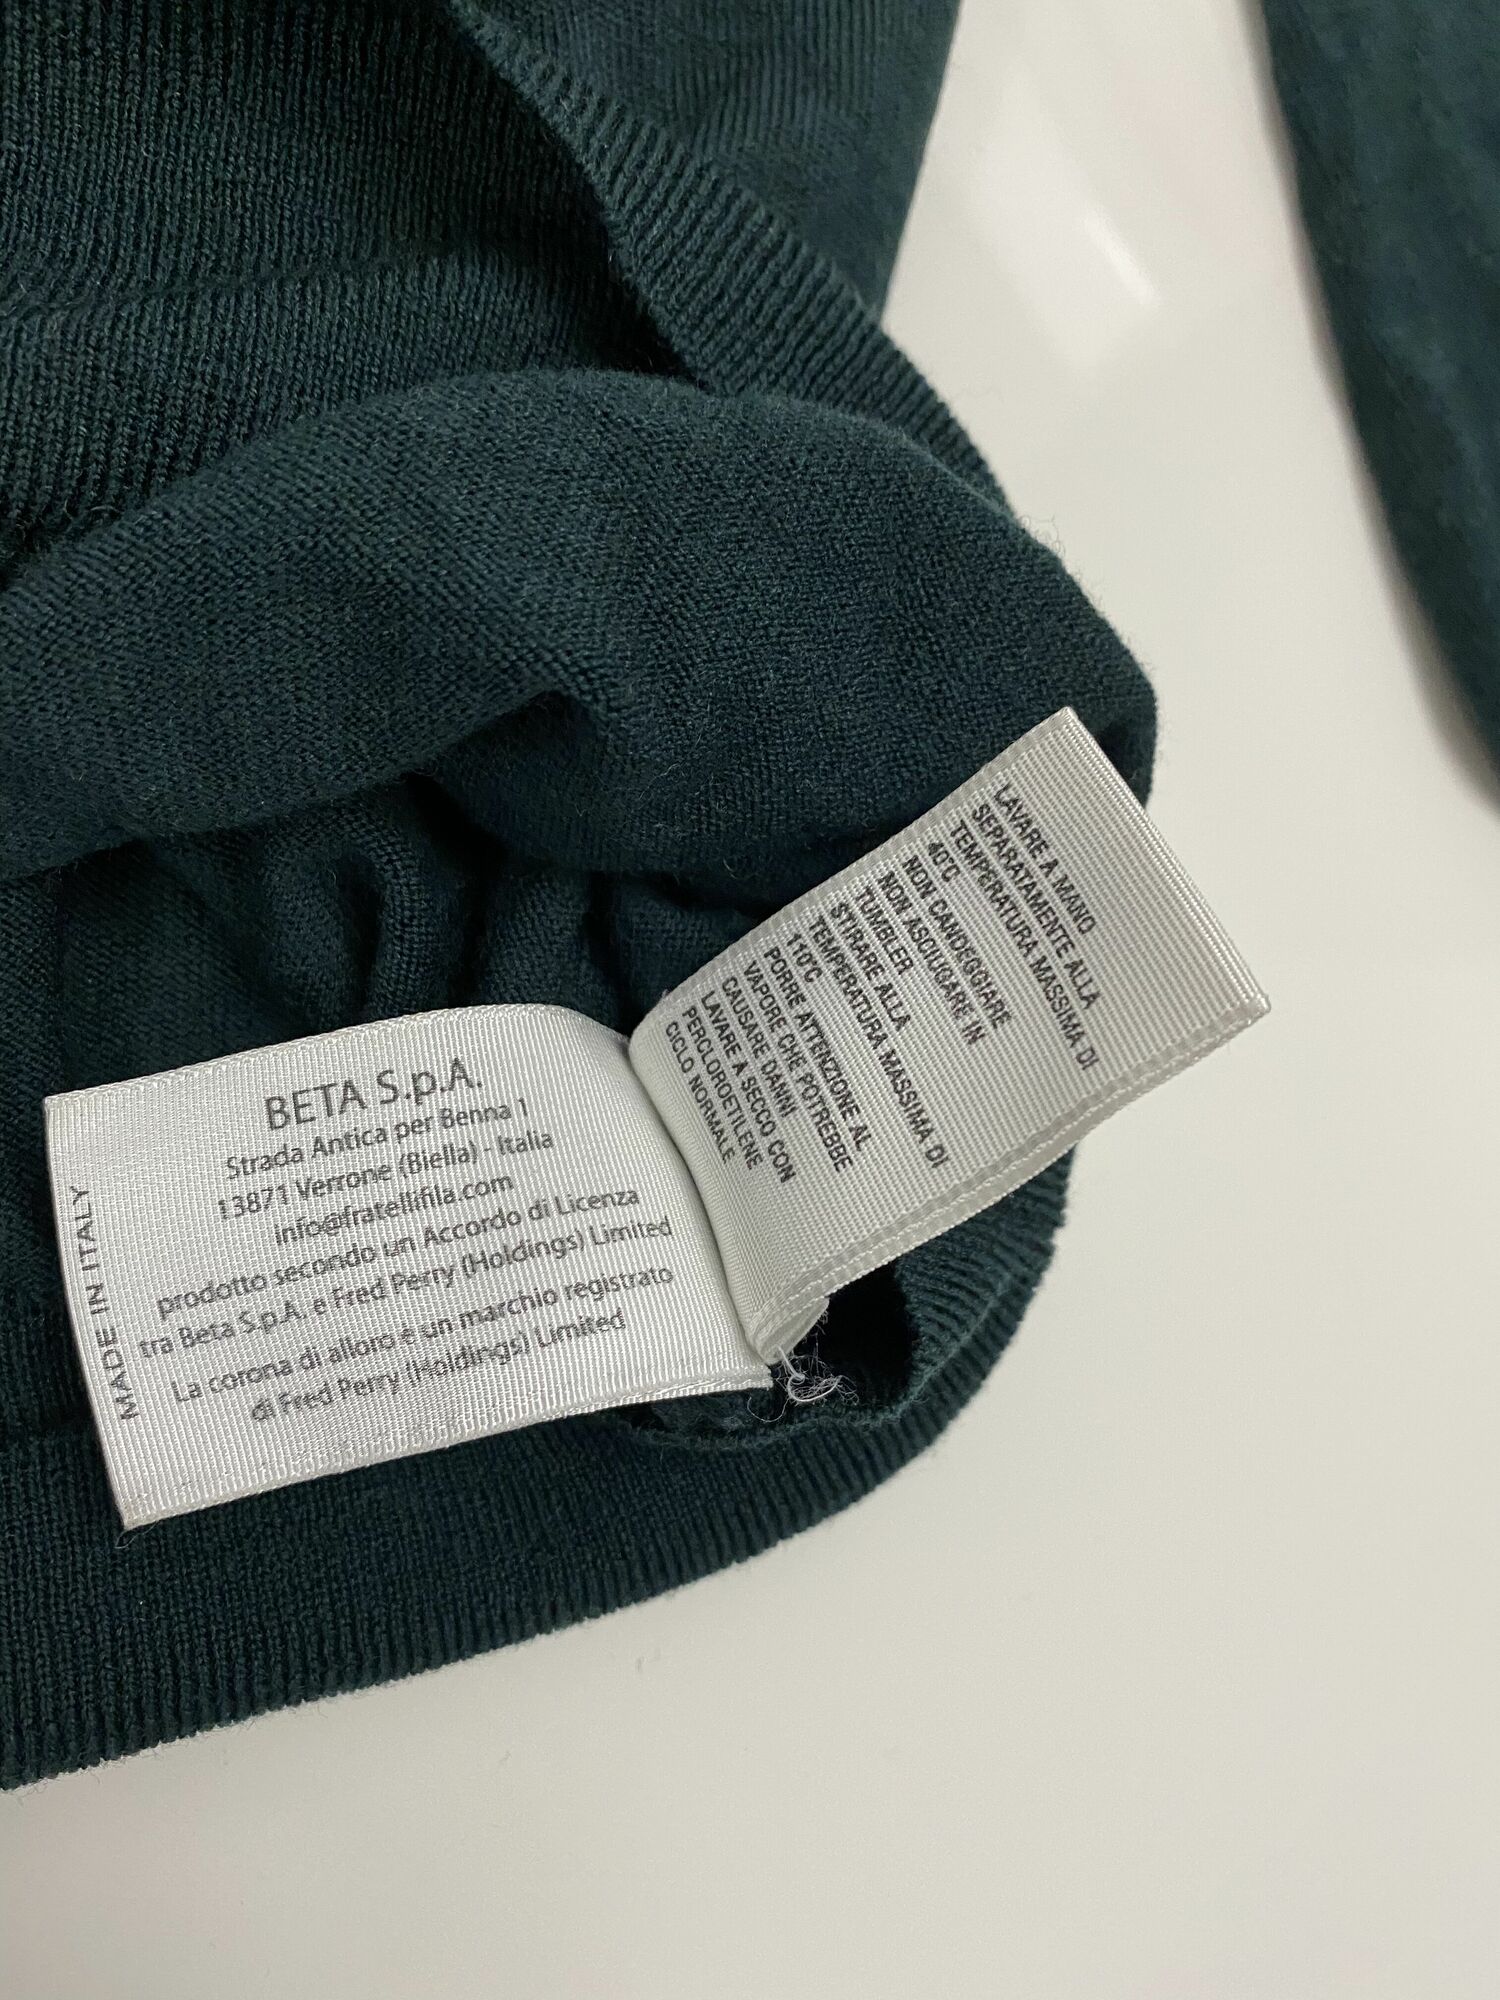 BETA S.p.A.
Strada Antica per Benna 1
13871 Verrone (Biella) - Italia
info@fratellifila.com
prodotto secondo un Accordo di Licenza
tra Beta S.p.A. e Fred Perry (Holdings) Limited
La corona di alloro è un marchio registrato
di Fred Perry (Holdings) Limited
MADE IN ITALY
LAVARE A MANO
SEPARATAMENTE ALLA
TEMPERATURA MASSIMA DI
40°C
NON CANDEGGIARE
NON ASCIUGARE IN
TUMBLER
STIRARE ALLA
TEMPERATURA MASSIMA DI
110°C
PORRE ATTENZIONE AL
VAPORE CHE POTREBBE
CAUSARE DANNI
LAVARE A SECCO CON
PERCLOROETILENE
CICLO NORMALE